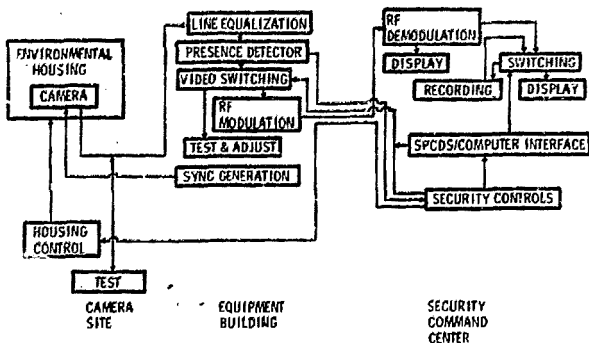 ENVIRONMENTAL
HOUSING
CAMERA
HOUSING
CONTROL
TEST
CAMERA
SITE
LINE EQUALIZATION
PRESENCE DETECTOR
VIDEO SWITCHING
RF
MODULATION
TEST & ADJUST
SYNC GENERATION
EQUIPMENT
BUILDING
RF
DEMODULATION
DISPLAY
SWITCHING
RECORDING
DISPLAY
SPCDS/COMPUTER INTERFACE
SECURITY CONTROLS
SECURITY
COMMAND
CENTER